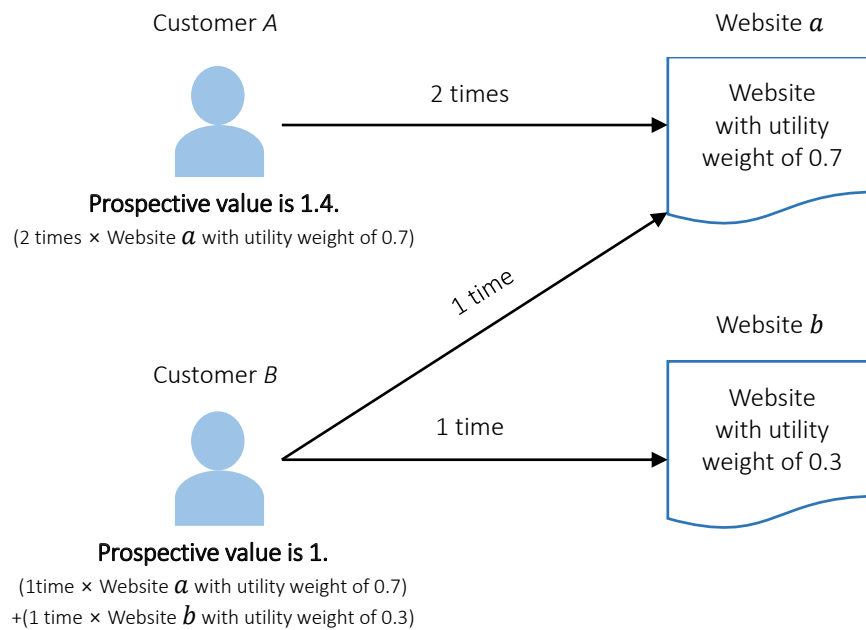 Customer A
Website a
2 times
Website
with utility
weight of 0.7
Prospective value is 1.4.
(2 times × Website a with utility weight of 0.7)
1 time
Website b
Customer B
1 time
Website
with utility
weight of 0.3
Prospective value is 1.
(1time × Website a with utility weight of 0.7)
+(1 time × Website b with utility weight of 0.3)